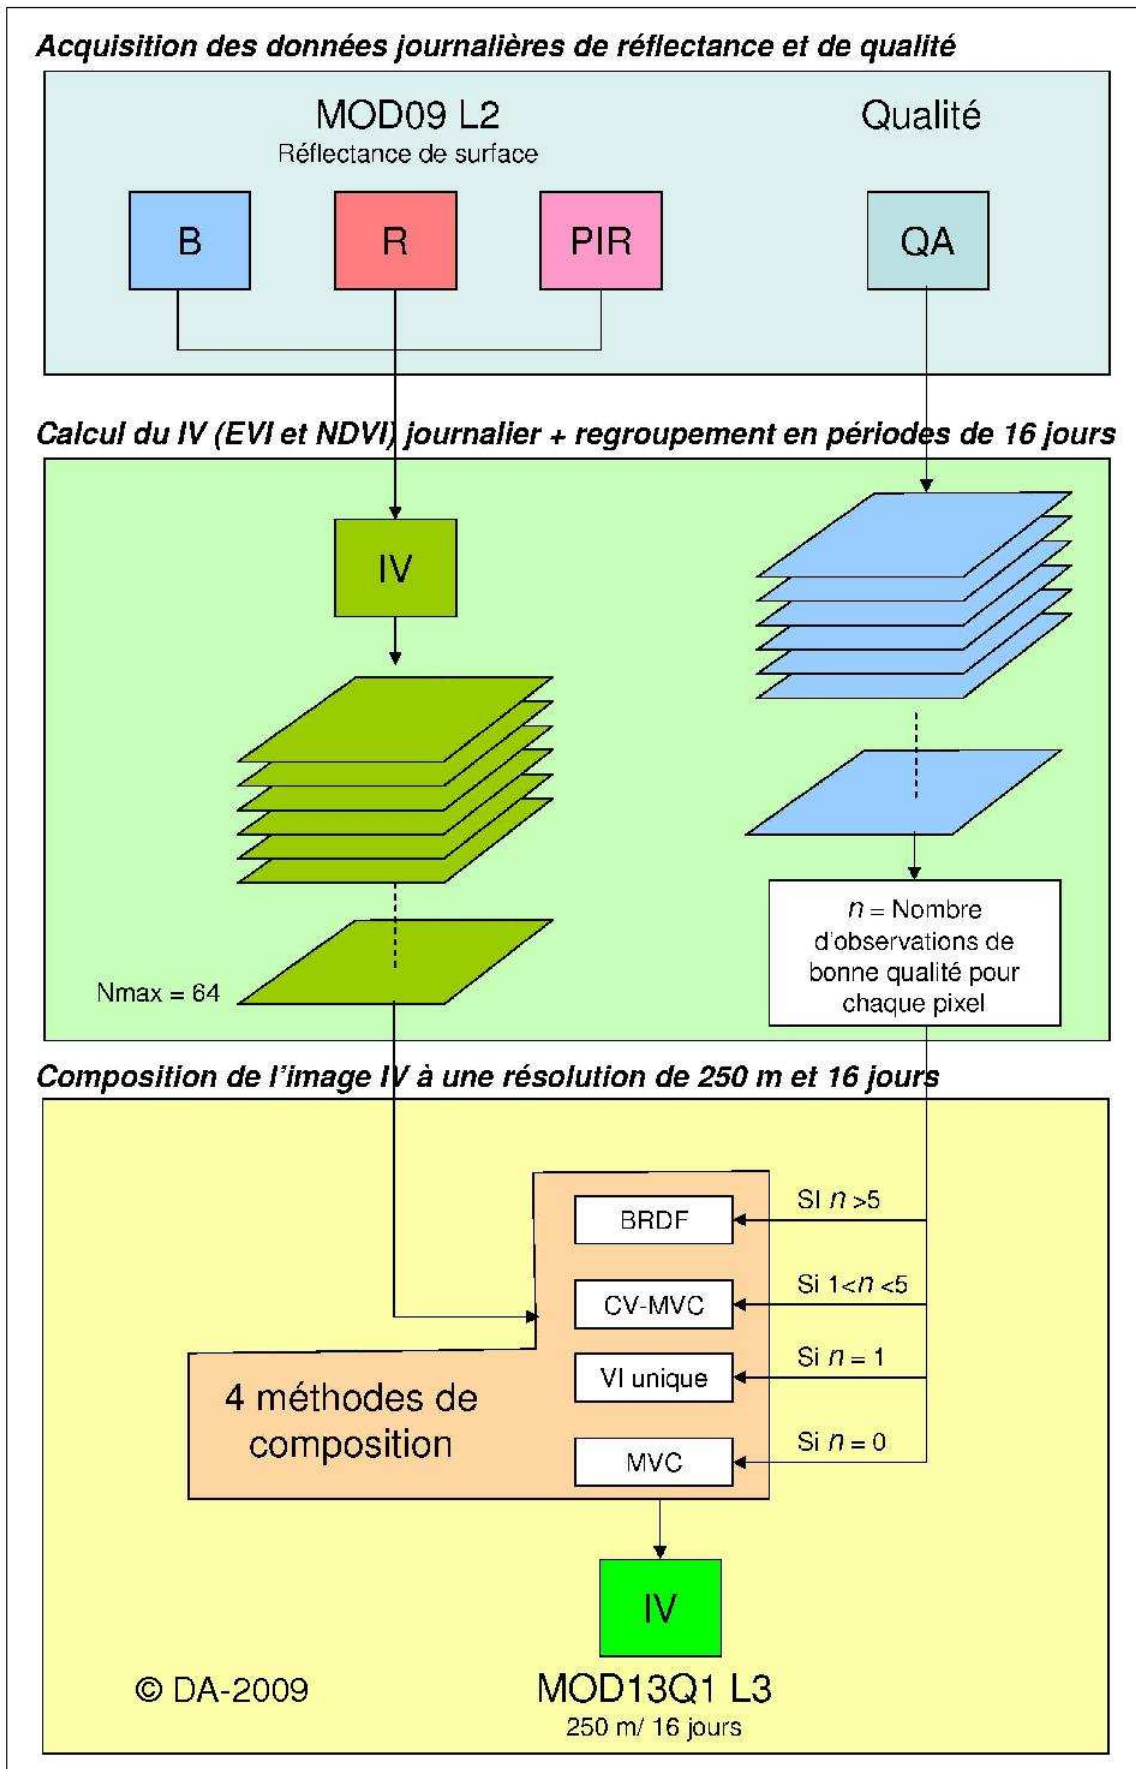 Acquisition des données journalières de réflectance et de qualité
MOD09 L2
Réflectance de surface
Qualité
B
R
PIR
QA
Calcul du IV (EVI et NDVI) journalier + regroupement en périodes de 16 jours
IV
n = Nombre
d'observations de
bonne qualité pour
chaque pixel
Nmax = 64
Composition de l'image IV à une résolution de 250 m et 16 jours
BRDF
SI n >5
CV-MVC
Si 1<n <5
VI unique
Si n = 1
4 méthodes de
composition
MVC
Si n = 0
IV
© DA-2009
MOD13Q1 L3
250 m/ 16 jours